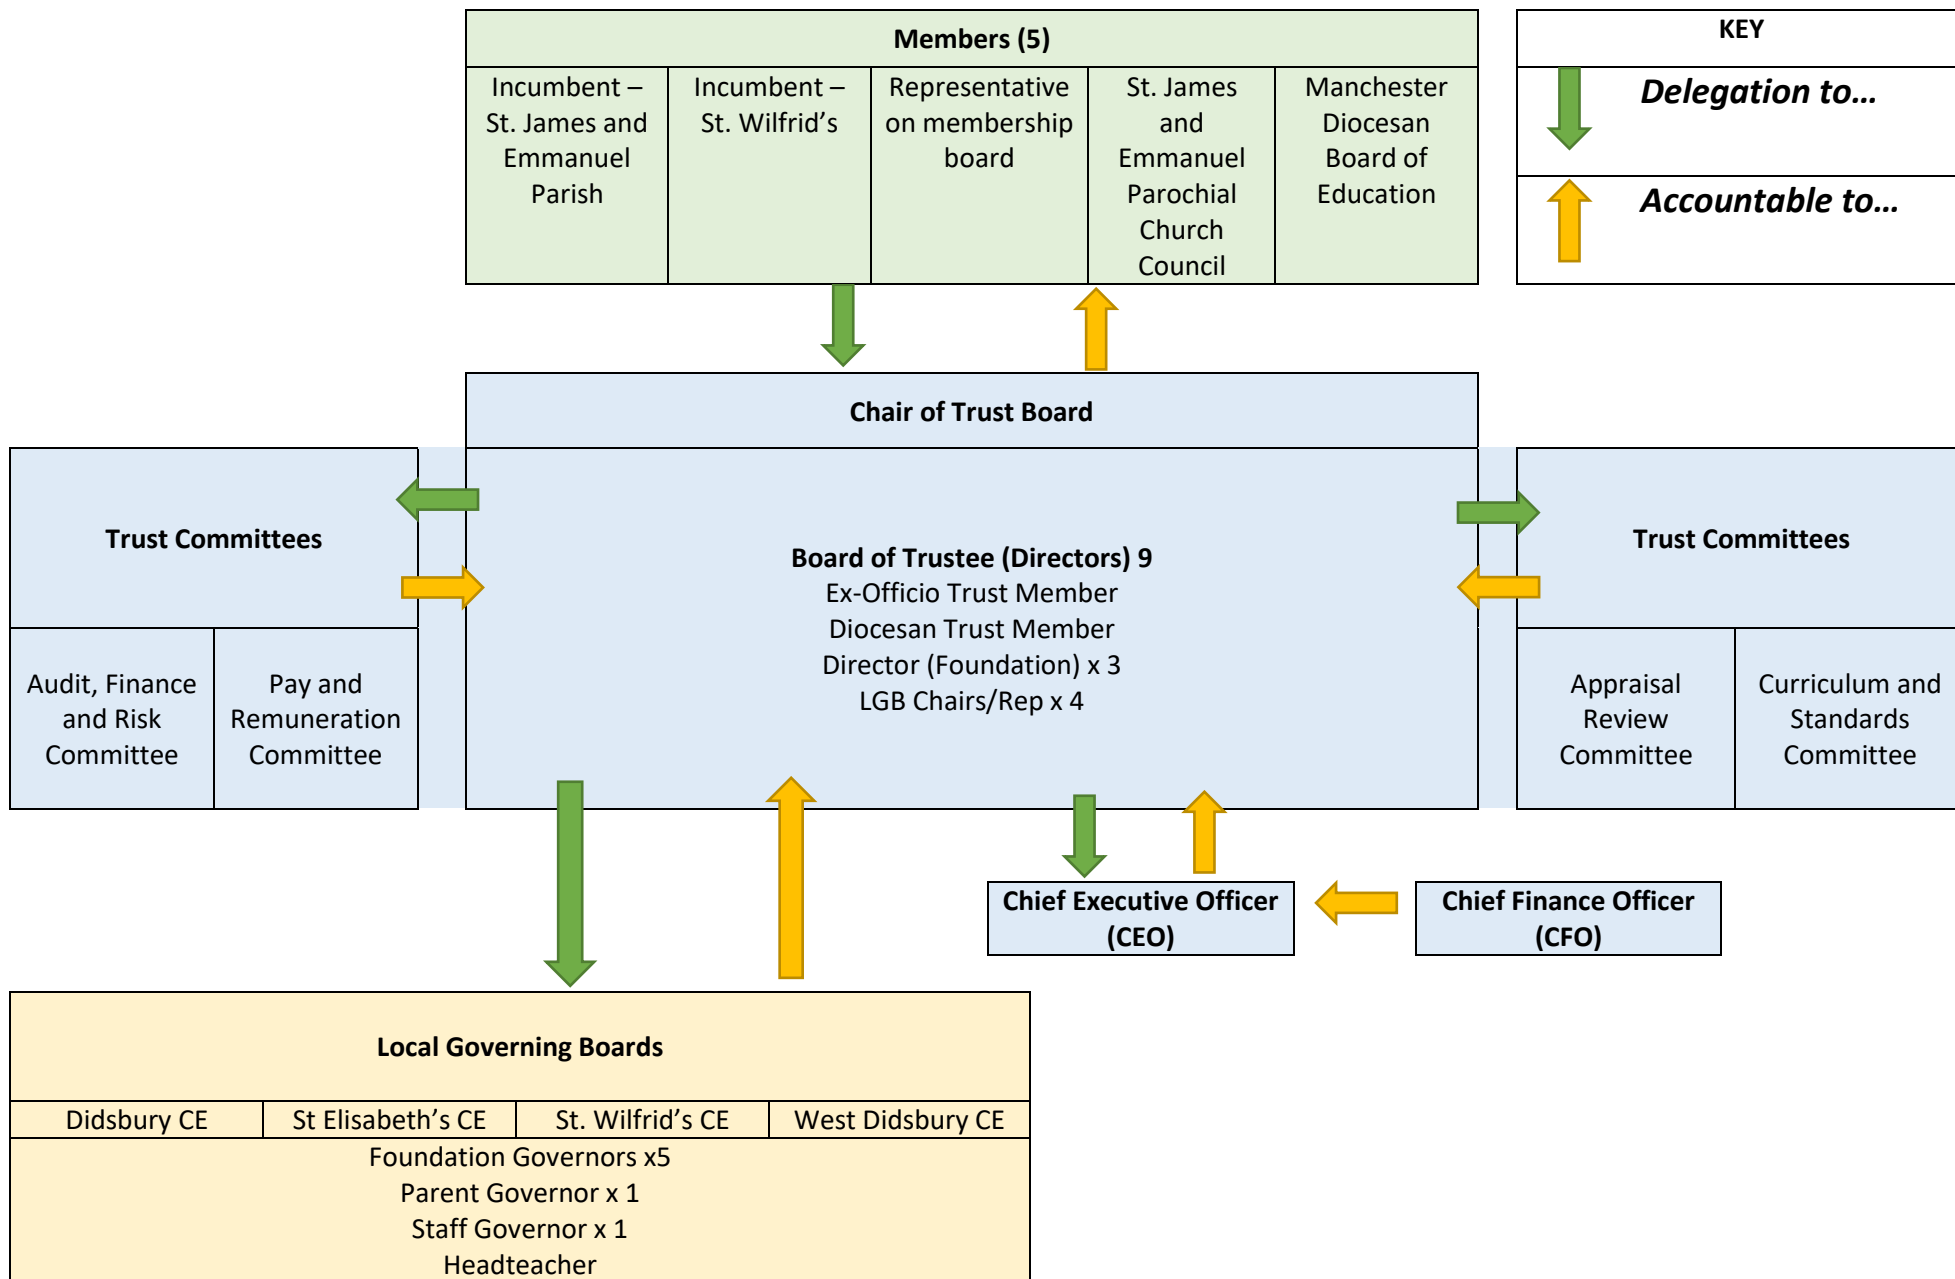 Members (5)
Incumbent –
St. James and
Emmanuel
Parish
Incumbent –
St. Wilfrid's
Representative
on membership
board
St. James
and
Emmanuel
Parochial
Church
Council
Manchester
Diocesan
Board of
Education
KEY
Delegation to…
Accountable to…
Chair of Trust Board
Trust Committees
Audit, Finance
and Risk
Committee
Pay and
Remuneration
Committee
Board of Trustee (Directors) 9
Ex-Officio Trust Member
Diocesan Trust Member
Director (Foundation) x 3
LGB Chairs/Rep x 4
Trust Committees
Appraisal
Review
Committee
Curriculum and
Standards
Committee
Chief Executive Officer
(CEO)
Chief Finance Officer
(CFO)
Local Governing Boards
Didsbury CE
St Elisabeth's CE
St. Wilfrid's CE
West Didsbury CE
Foundation Governors x5
Parent Governor x 1
Staff Governor x 1
Headteacher